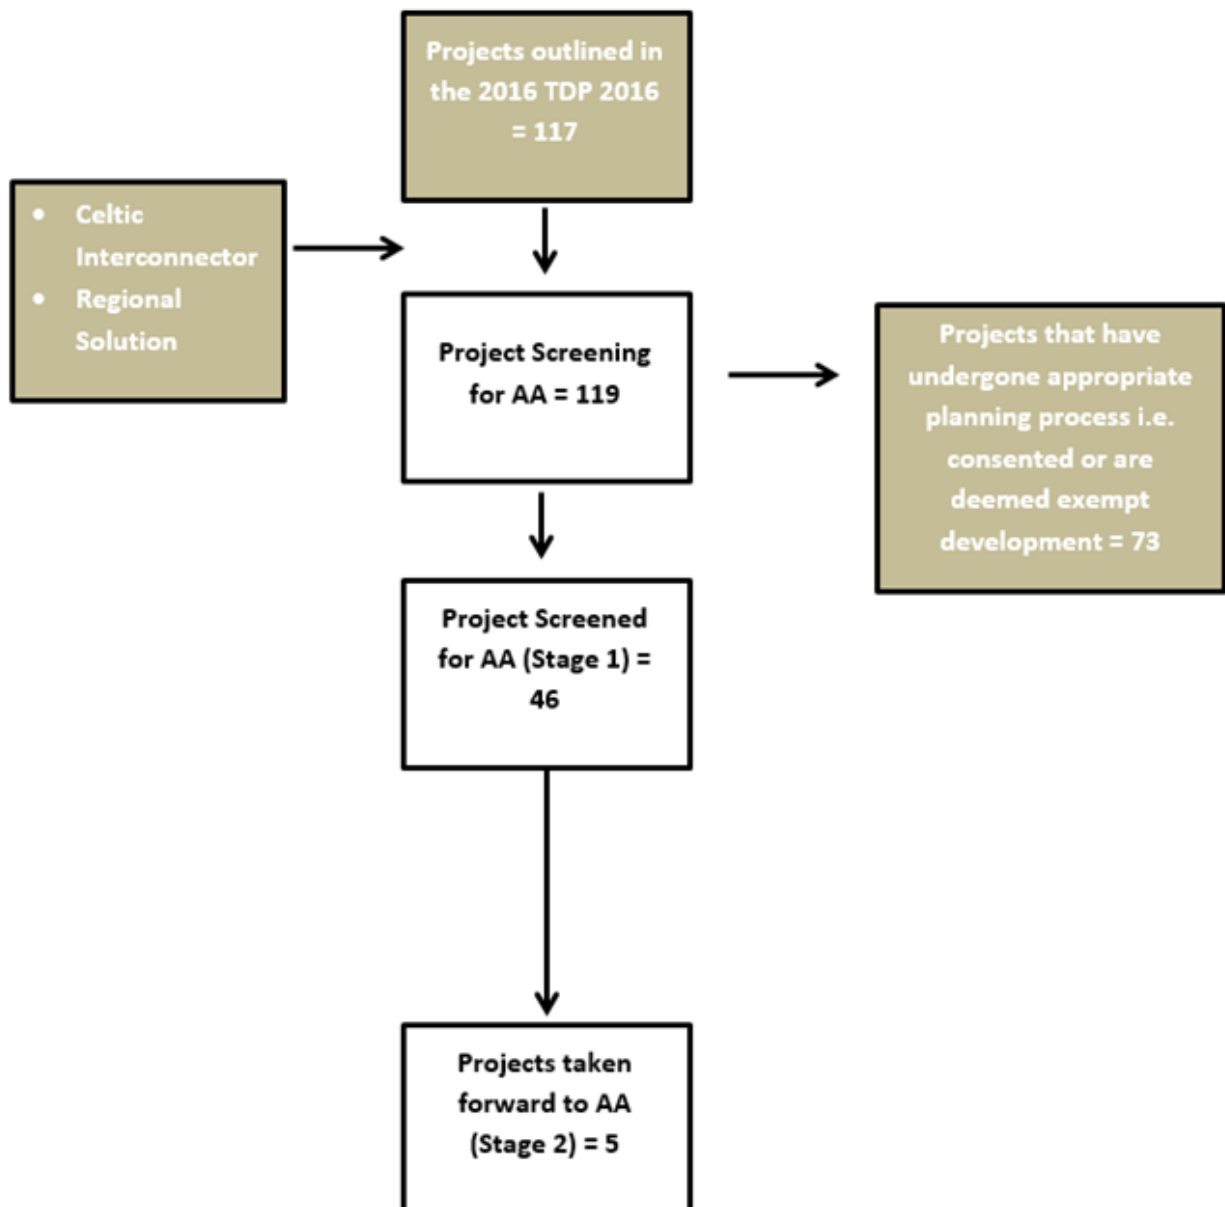 Projects outlined in
the 2016 TDP 2016
= 117
• Celtic
Interconnector
• Regional
Solution
Project Screening
for AA = 119
Projects that have
undergone appropriate
planning process i.e.
consented or are
deemed exempt
development = 73
Project Screened
for AA (Stage 1) =
46
Projects taken
forward to AA
(Stage 2) = 5